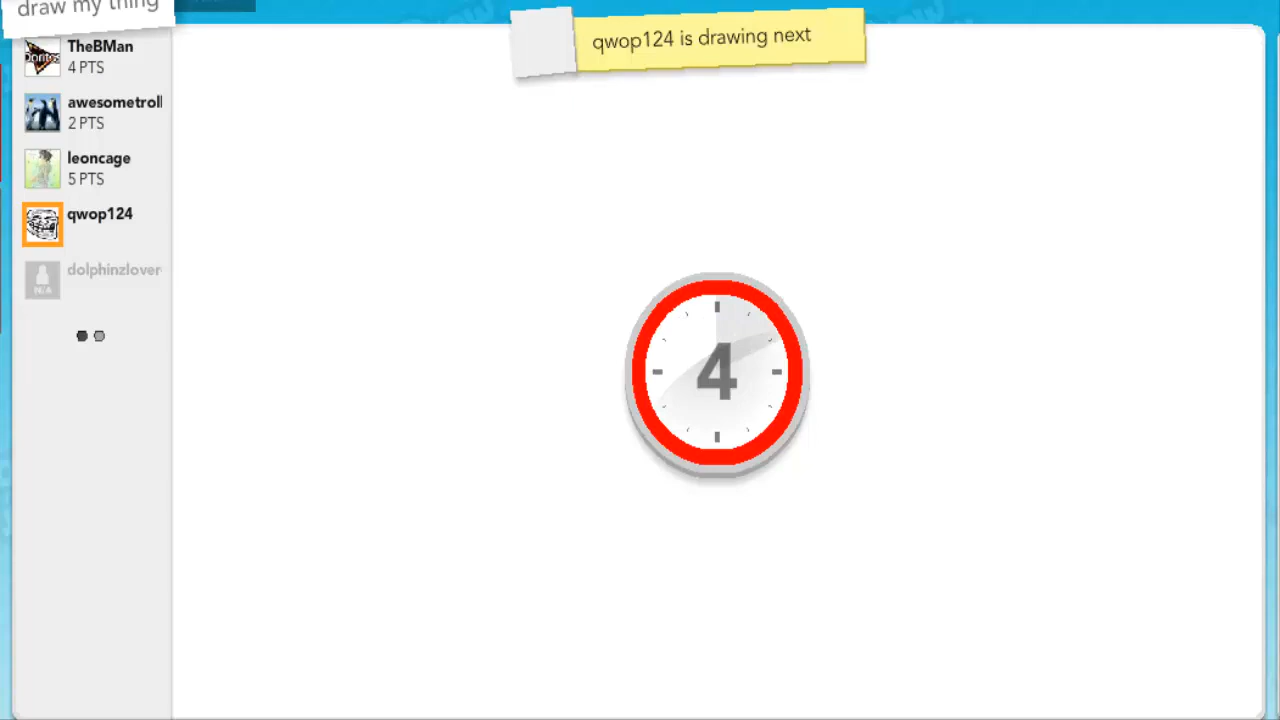 draw my thing
qwop124 is drawing next
TheBMan
4 PTS
awesometroll
2 PTS
leoncage
5 PTS
qwop124
dolphinzlover
Doritos
N/A
4